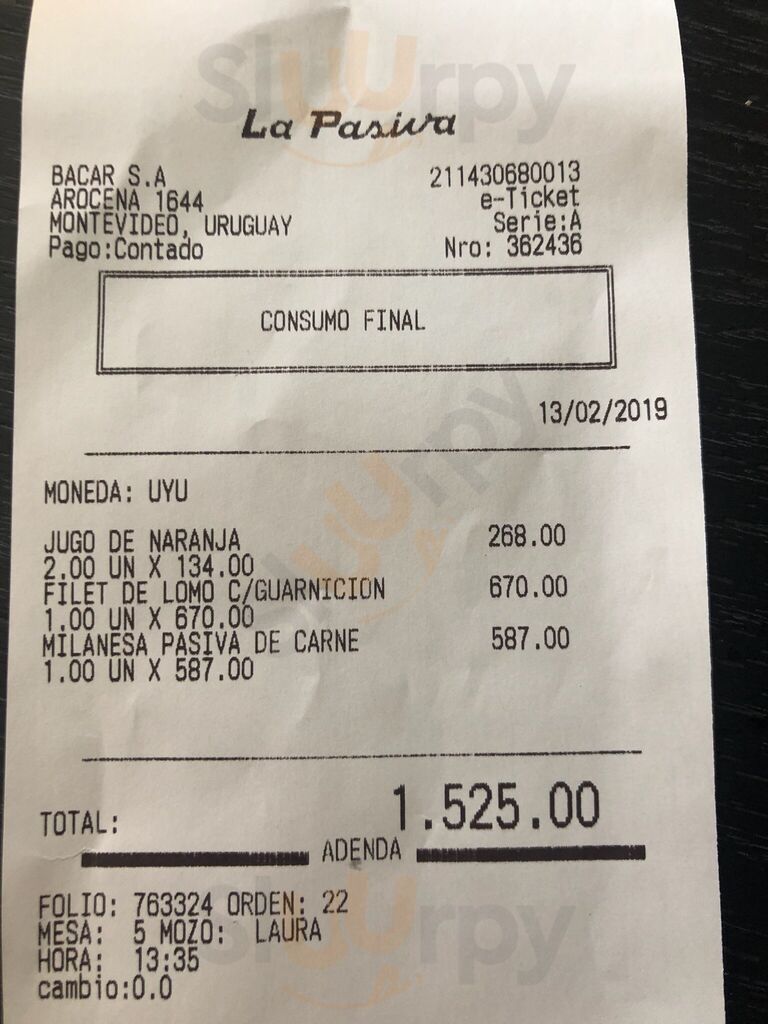 La Pasiva
BACAR S.A 211430680013
AROCENA 1644 e-Ticket
MONTEVIDEO, URUGUAY Serie:A
Pago:Contado Nro: 362436
CONSUMO FINAL
13/02/2019
MONEDA: UYU
JUGO DE NARANJA 268.00
2.00 UN X 134.00
FILET DE LOMO C/GUARNICION 670.00
1.00 UN X 670.00
MILANESA PASIVA DE CARNE 587.00
1.00 UN X 587.00
TOTAL: 1.525.00
ADENDA
FOLIO: 763324 ORDEN: 22
MESA: 5 MOZO: LAURA
HORA: 13:35
cambio:0.0
Sluurpy
Sluurpy
Sluurpy